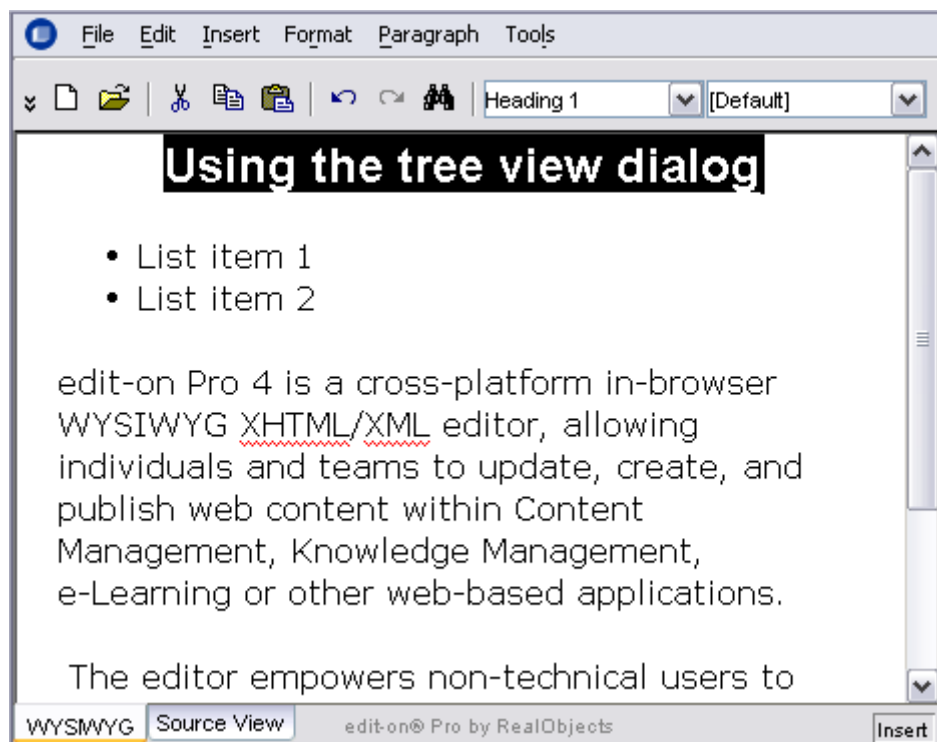 File Edit Insert Format Paragraph Tools
Heading 1 [Default]
Using the tree view dialog
• List item 1
• List item 2
edit-on Pro 4 is a cross-platform in-browser
WYSIWYG XHTML/XML editor, allowing
individuals and teams to update, create, and
publish web content within Content
Management, Knowledge Management,
e-Learning or other web-based applications.
The editor empowers non-technical users to
WYSIWYG Source View edit-on® Pro by RealObjects Insert